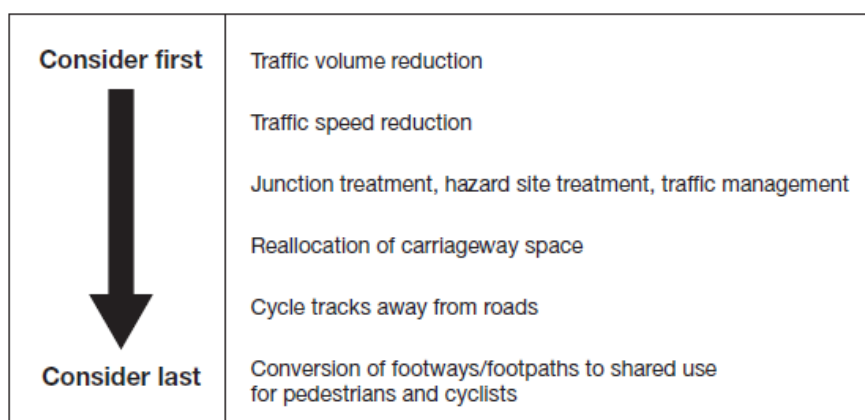 Consider first
Traffic volume reduction
Traffic speed reduction
Junction treatment, hazard site treatment, traffic management
Reallocation of carriageway space
Cycle tracks away from roads
Consider last
Conversion of footways/footpaths to shared use
for pedestrians and cyclists